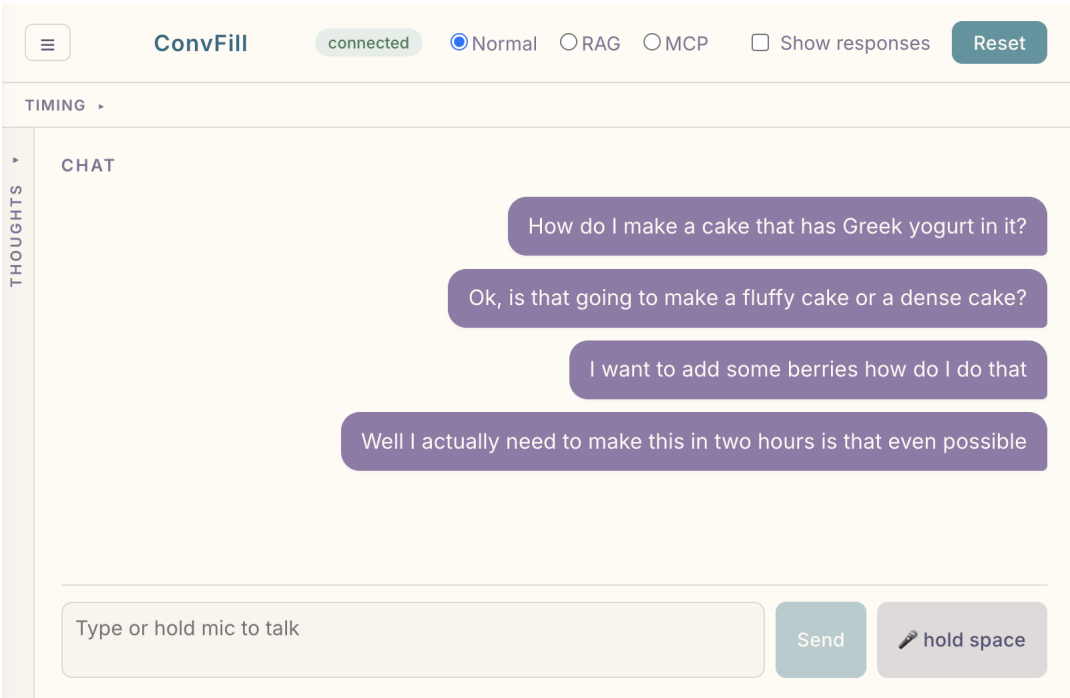 ConvFill
connected
Normal
RAG
MCP
Show responses
Reset
TIMING
THOUGHTS
CHAT
How do I make a cake that has Greek yogurt in it?
Ok, is that going to make a fluffy cake or a dense cake?
I want to add some berries how do I do that
Well I actually need to make this in two hours is that even possible
Type or hold mic to talk
Send
hold space